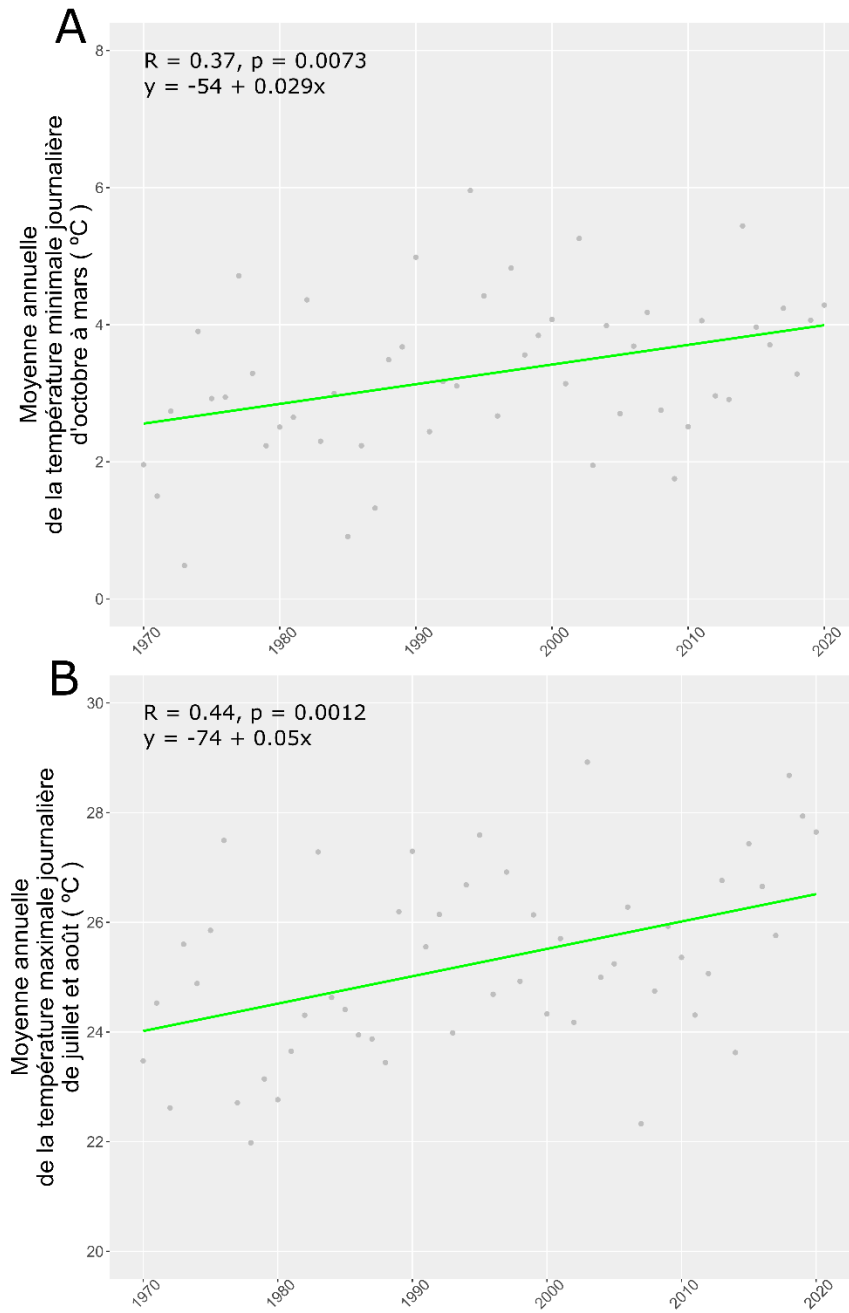 A
R = 0.37, p = 0.0073
y = -54 + 0.029x
Moyenne annuelle
de la température minimale journalière
d'octobre à mars ( ºC )
8
6
4
2
0
1970
1980
1990
2000
2010
2020
B
R = 0.44, p = 0.0012
y = -74 + 0.05x
Moyenne annuelle
de la température maximale journalière
de juillet et août ( ºC )
30
28
26
24
22
20
1970
1980
1990
2000
2010
2020